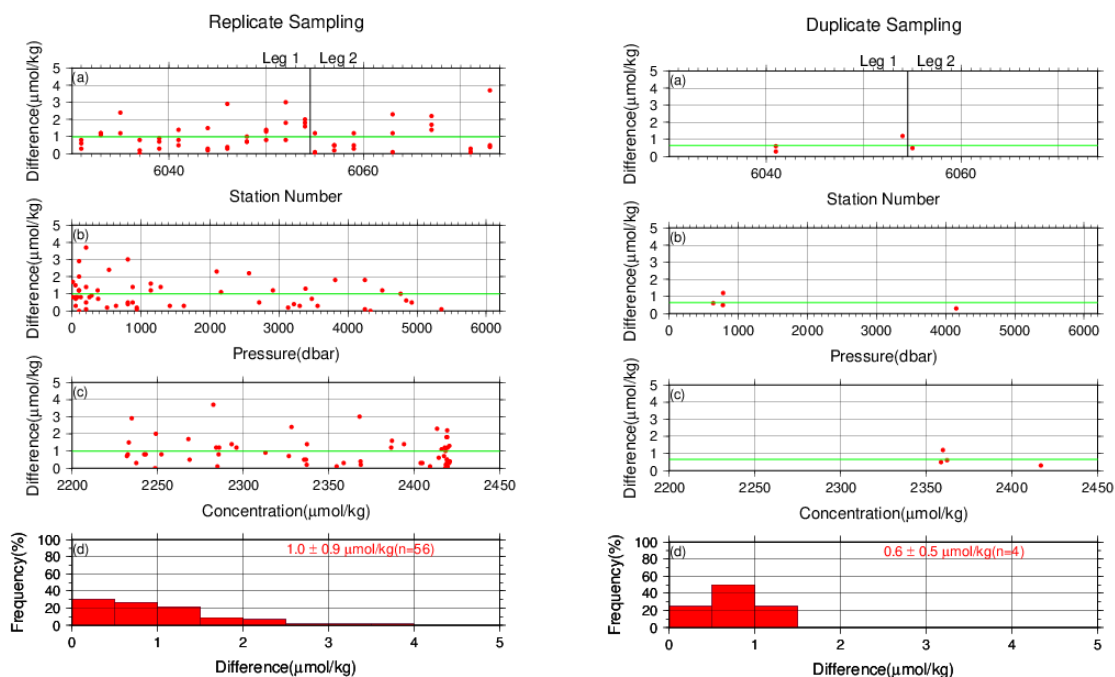 Replicate Sampling
Leg 1 Leg 2
(a)
Difference(μmol/kg)
5
4
3
2
1
0
6040 6060
Station Number
(b)
Difference(μmol/kg)
5
4
3
2
1
0
0 1000 2000 3000 4000 5000 6000
Pressure(dbar)
(c)
Difference(μmol/kg)
5
4
3
2
1
0
2200 2250 2300 2350 2400 2450
Concentration(μmol/kg)
(d)
1.0 ± 0.9 μmol/kg(n=56)
Frequency(%)
100
80
60
40
20
0
0 1 2 3 4 5
Difference(μmol/kg)
Duplicate Sampling
Leg 1 Leg 2
(a)
Difference(μmol/kg)
5
4
3
2
1
0
6040 6060
Station Number
(b)
Difference(μmol/kg)
5
4
3
2
1
0
0 1000 2000 3000 4000 5000 6000
Pressure(dbar)
(c)
Difference(μmol/kg)
5
4
3
2
1
0
2200 2250 2300 2350 2400 2450
Concentration(μmol/kg)
(d)
0.6 ± 0.5 μmol/kg(n=4)
Frequency(%)
100
80
60
40
20
0
0 1 2 3 4 5
Difference(μmol/kg)